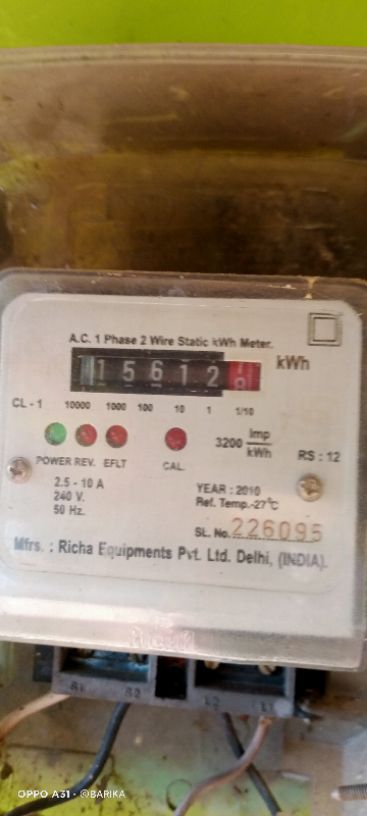 A.C. 1 Phase 2 Wire Static kWh Meter.
15612 kWh
CL - 1 10000 1000 100 10 1 1/10
3200 Imp/kWh RS : 12
POWER REV. EFLT CAL.
2.5 - 10 A
240 V.
50 Hz.
YEAR : 2010
Ref. Temp.-27°C
SL. No. 226095
Mfrs. : Richa Equipments Pvt. Ltd. Delhi, (INDIA).
S2 L2
OPPO A31 · ©BARIKA